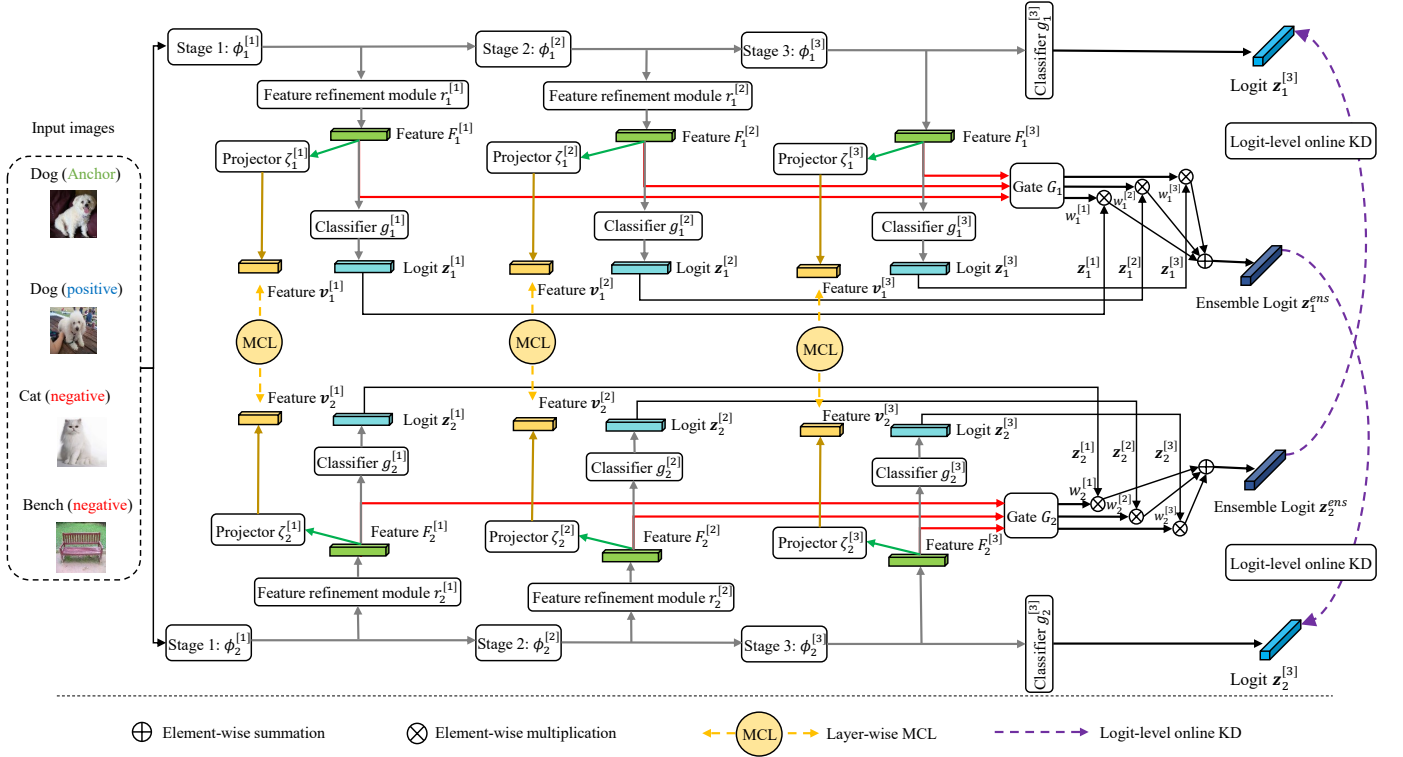 Input images
Dog (Anchor)
Dog (positive)
Cat (negative)
Bench (negative)
Stage 1: ϕ₁^[1]
Stage 2: ϕ₁^[2]
Stage 3: ϕ₁^[3]
Classifier g₁^[3]
Logit z₁^[3]
Feature refinement module r₁^[1]
Feature refinement module r₁^[2]
Feature F₁^[1]
Feature F₁^[2]
Feature F₁^[3]
Logit-level online KD
Projector ζ₁^[1]
Projector ζ₁^[2]
Projector ζ₁^[3]
Gate G₁
w₁^[1]
w₁^[2]
w₁^[3]
Classifier g₁^[1]
Classifier g₁^[2]
Classifier g₁^[3]
Logit z₁^[1]
Logit z₁^[2]
Logit z₁^[3]
z₁^[1]
z₁^[2]
z₁^[3]
Feature v₁^[1]
Feature v₁^[2]
Feature v₁^[3]
Ensemble Logit z₁^ens
MCL
MCL
MCL
Feature v₂^[1]
Feature v₂^[2]
Feature v₂^[3]
Logit z₂^[1]
Logit z₂^[2]
Logit z₂^[3]
z₂^[1]
z₂^[2]
z₂^[3]
Classifier g₂^[1]
Classifier g₂^[2]
Classifier g₂^[3]
w₂^[1]
w₂^[2]
w₂^[3]
Ensemble Logit z₂^ens
Gate G₂
Projector ζ₂^[1]
Projector ζ₂^[2]
Projector ζ₂^[3]
Feature F₂^[1]
Feature F₂^[2]
Feature F₂^[3]
Logit-level online KD
Feature refinement module r₂^[1]
Feature refinement module r₂^[2]
Stage 1: ϕ₂^[1]
Stage 2: ϕ₂^[2]
Stage 3: ϕ₂^[3]
Classifier g₂^[3]
Logit z₂^[3]
Element-wise summation
Element-wise multiplication
MCL
Layer-wise MCL
Logit-level online KD